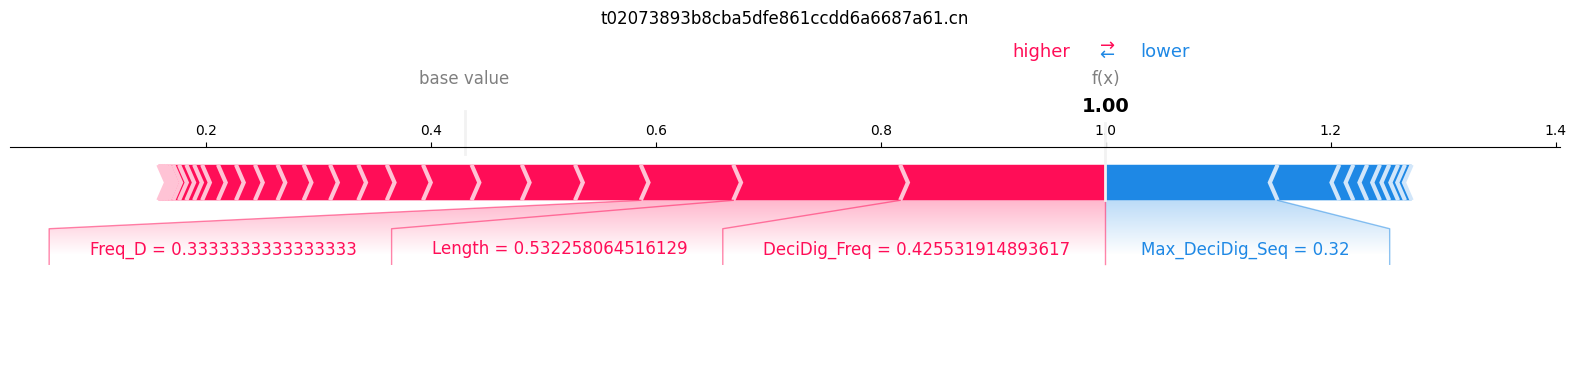 t02073893b8cba5dfe861ccdd6a6687a61.cn
higher ⇄ lower
base value f(x)
1.00
0.2 0.4 0.6 0.8 1.0 1.2 1.4
Freq_D = 0.3333333333333333 Length = 0.532258064516129 DeciDig_Freq = 0.425531914893617 Max_DeciDig_Seq = 0.32